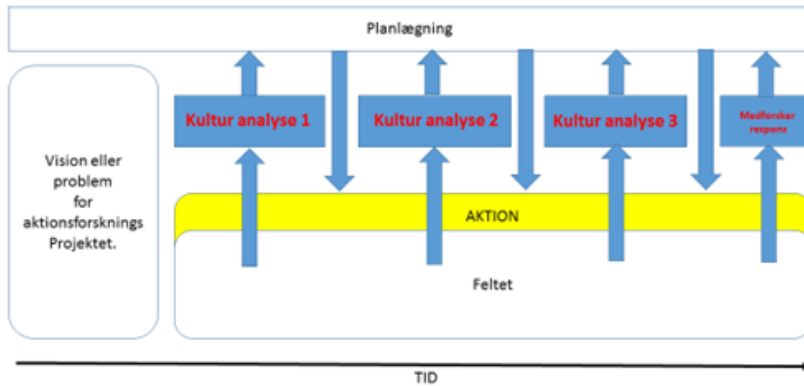 Planlægning
Kultur analyse 1
Kultur analyse 2
Kultur analyse 3
Medforsker
respons
Vision eller
problem
for
aktionsforsknings
Projektet.
AKTION
Feltet
TID